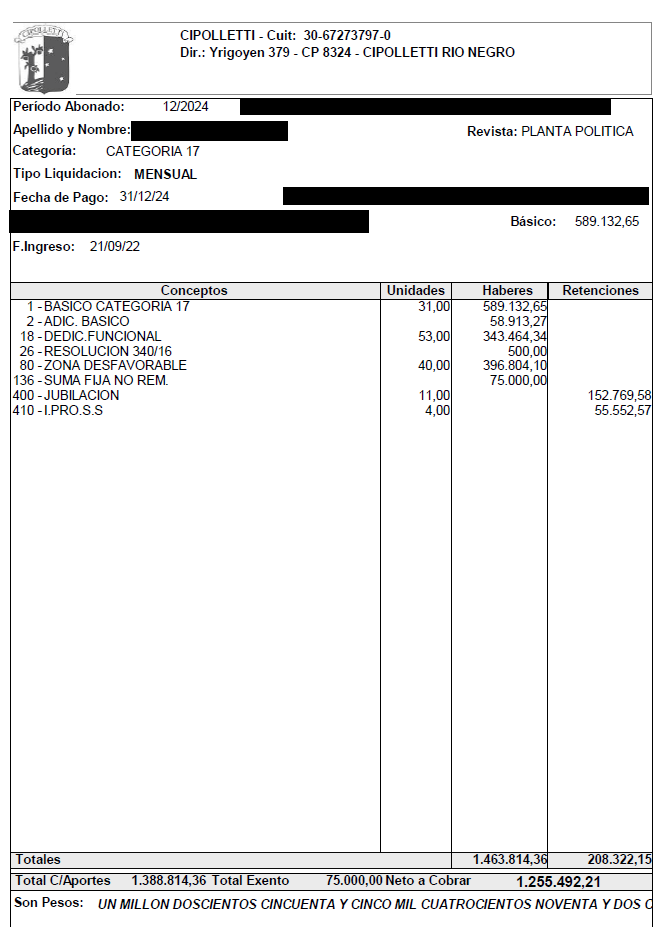 CIPOLLETTI
CIPOLLETTI - Cuit: 30-67273797-0
Dir.: Yrigoyen 379 - CP 8324 - CIPOLLETTI RIO NEGRO
Período Abonado: 12/2024
Apellido y Nombre:
Revista: PLANTA POLITICA
Categoría: CATEGORIA 17
Tipo Liquidacion: MENSUAL
Fecha de Pago: 31/12/24
Básico: 589.132,65
F.Ingreso: 21/09/22
Conceptos Unidades Haberes Retenciones
1 - BASICO CATEGORIA 17 31,00 589.132,65
2 - ADIC. BASICO 58.913,27
18 - DEDIC.FUNCIONAL 53,00 343.464,34
26 - RESOLUCION 340/16 500,00
80 - ZONA DESFAVORABLE 40,00 396.804,10
136 - SUMA FIJA NO REM. 75.000,00
400 - JUBILACION 11,00 152.769,58
410 - I.PRO.S.S 4,00 55.552,57
Totales 1.463.814,36 208.322,15
Total C/Aportes 1.388.814,36 Total Exento 75.000,00 Neto a Cobrar 1.255.492,21
Son Pesos: UN MILLON DOSCIENTOS CINCUENTA Y CINCO MIL CUATROCIENTOS NOVENTA Y DOS C